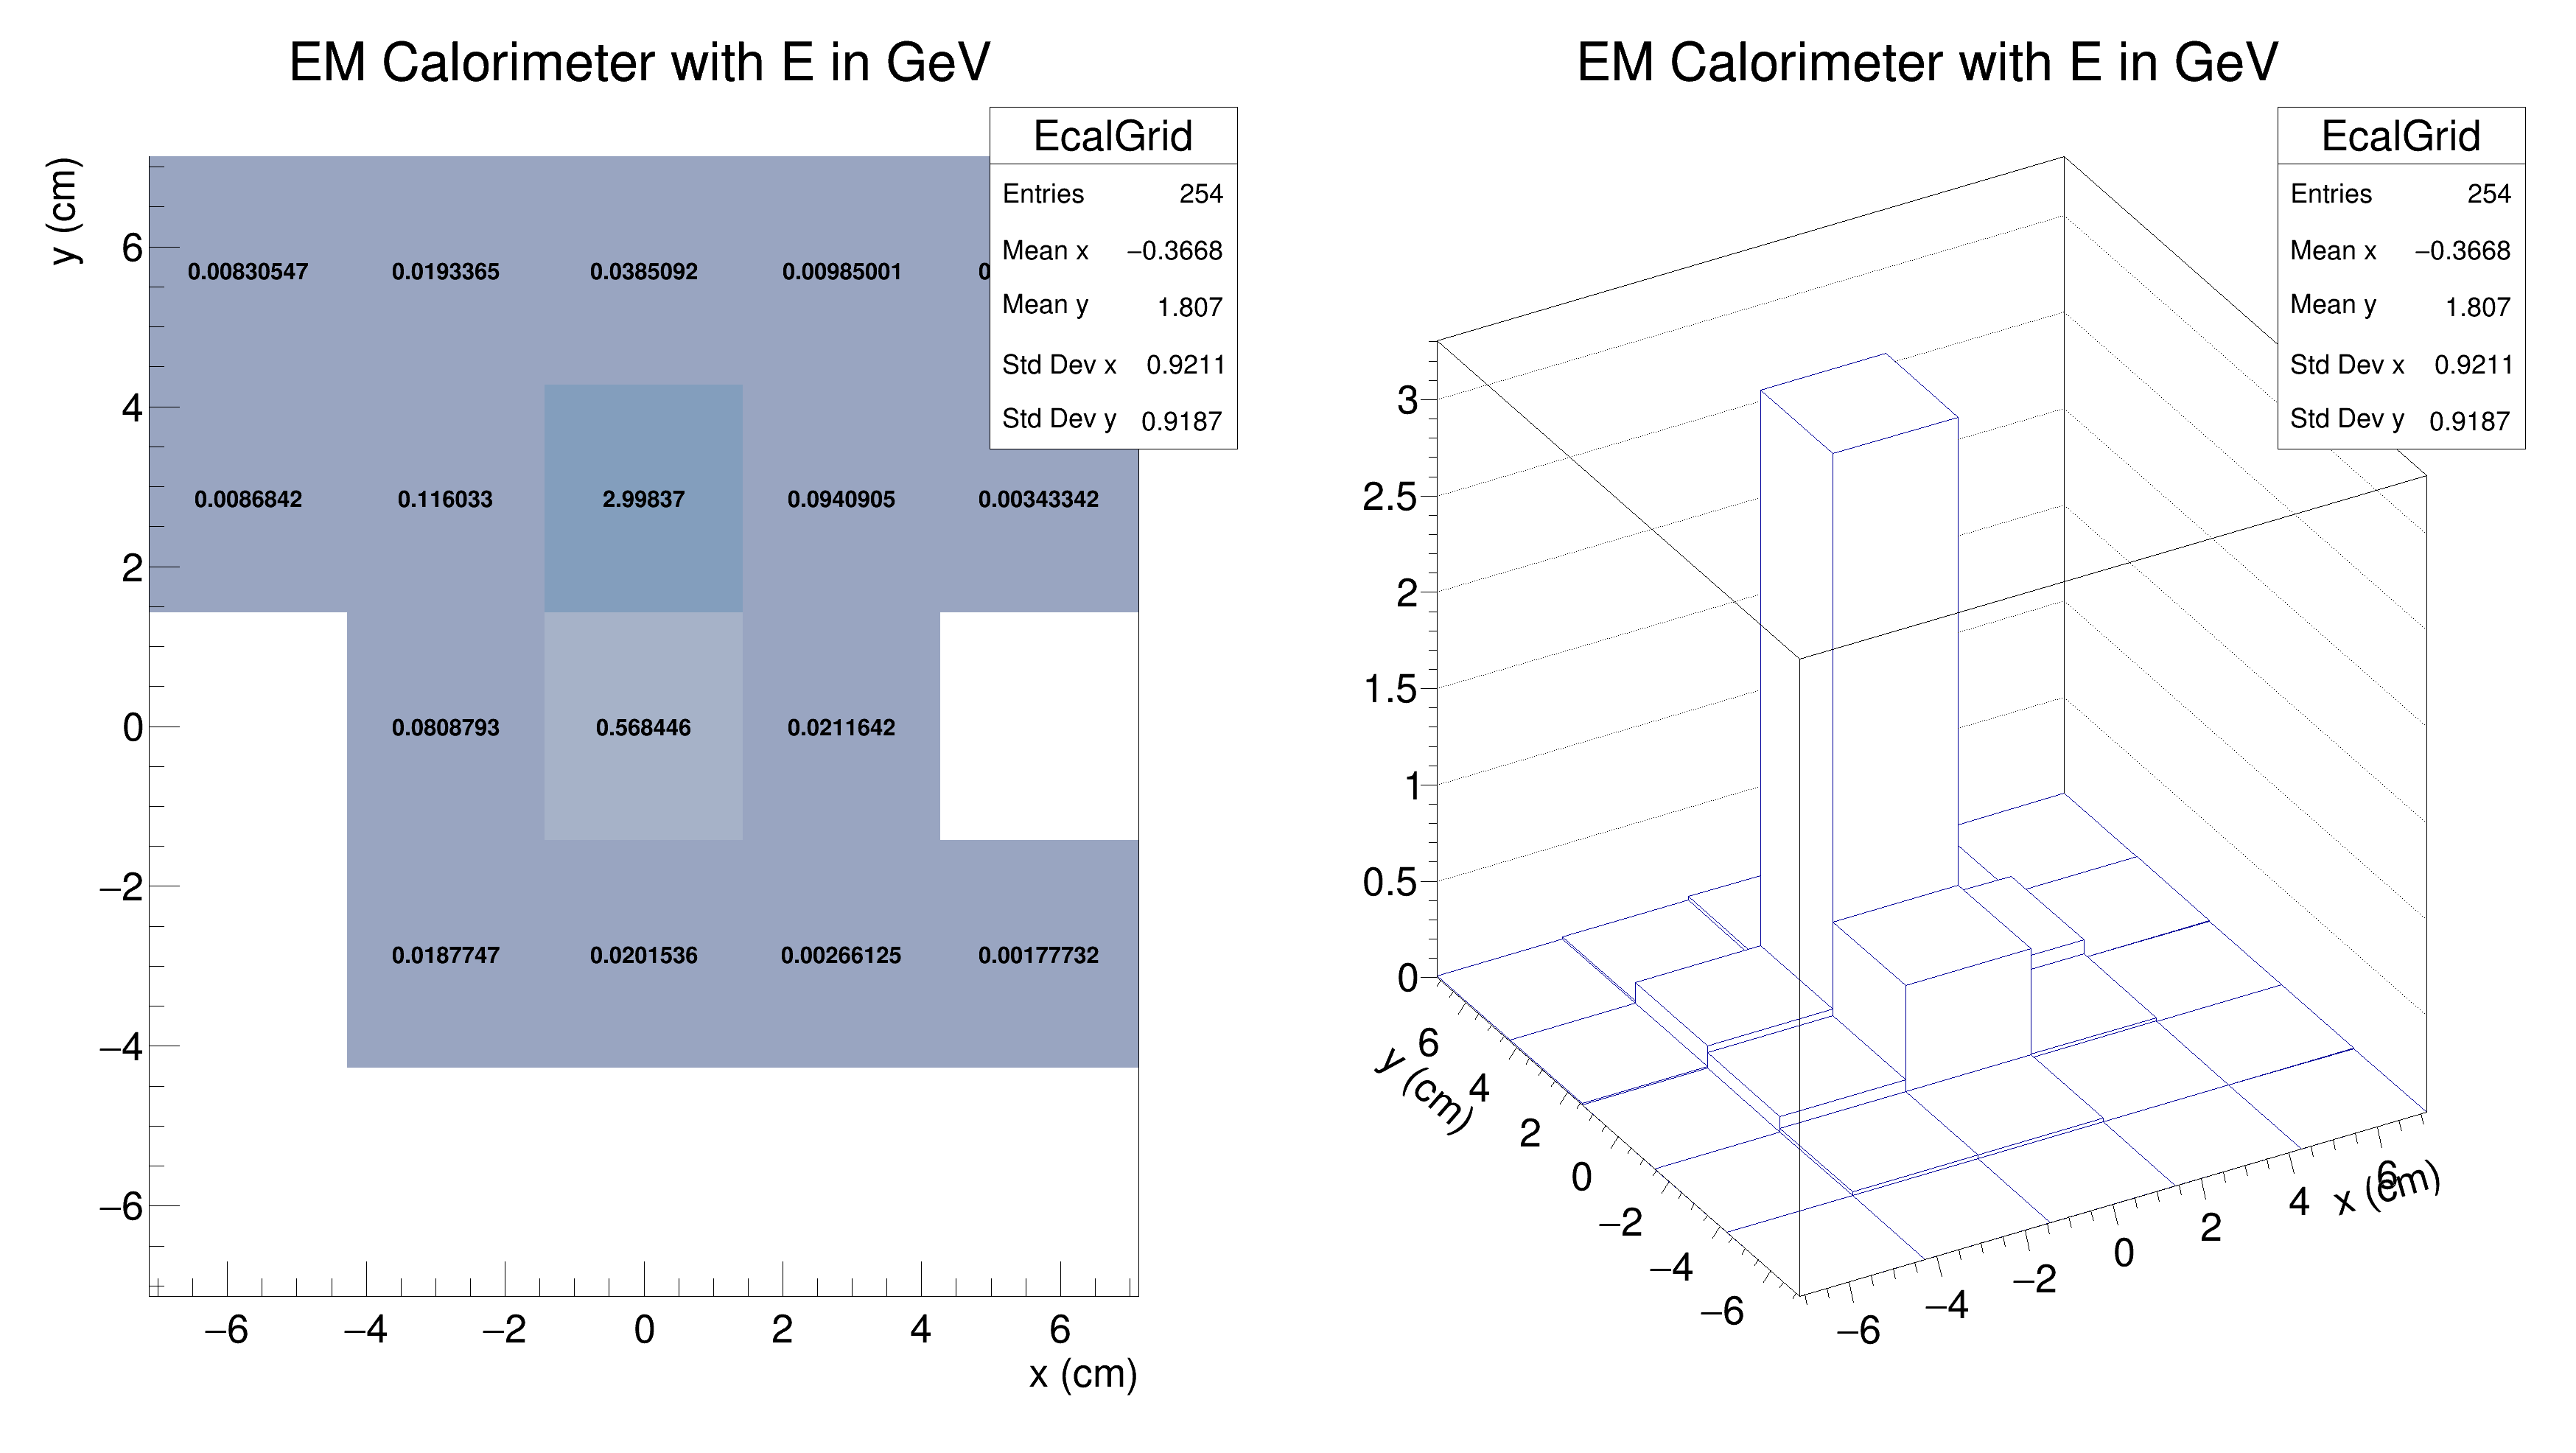 EM Calorimeter with E in GeV
EcalGrid
Entries 254
Mean x −0.3668
Mean y 1.807
Std Dev x 0.9211
Std Dev y 0.9187
y (cm)
6
4
2
0
−2
−4
−6
0.00830547 0.0193365 0.0385092 0.00985001
0.0086842 0.116033 2.99837 0.0940905 0.00343342
0.0808793 0.568446 0.0211642
0.0187747 0.0201536 0.00266125 0.00177732
−6 −4 −2 0 2 4 6
x (cm)
EM Calorimeter with E in GeV
EcalGrid
Entries 254
Mean x −0.3668
Mean y 1.807
Std Dev x 0.9211
Std Dev y 0.9187
3
2.5
2
1.5
1
0.5
0
6
4
2
0
−2
−4
−6
y (cm)
−6
−4
−2
0
2
4
6
x (cm)